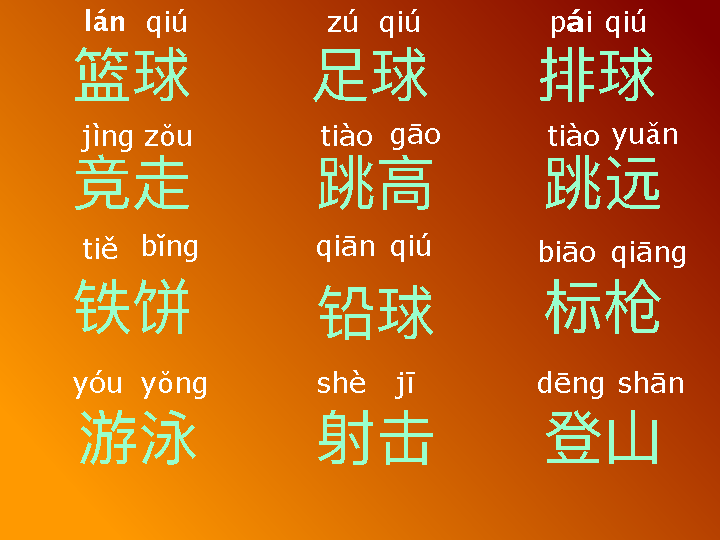 lán qiú zú qiú pái qiú
篮球 足球 排球
jìng zǒu tiào gāo tiào yuǎn
竞走 跳高 跳远
tiě bǐng qiān qiú biāo qiāng
铁饼 铅球 标枪
yóu yǒng shè jī dēng shān
游泳 射击 登山